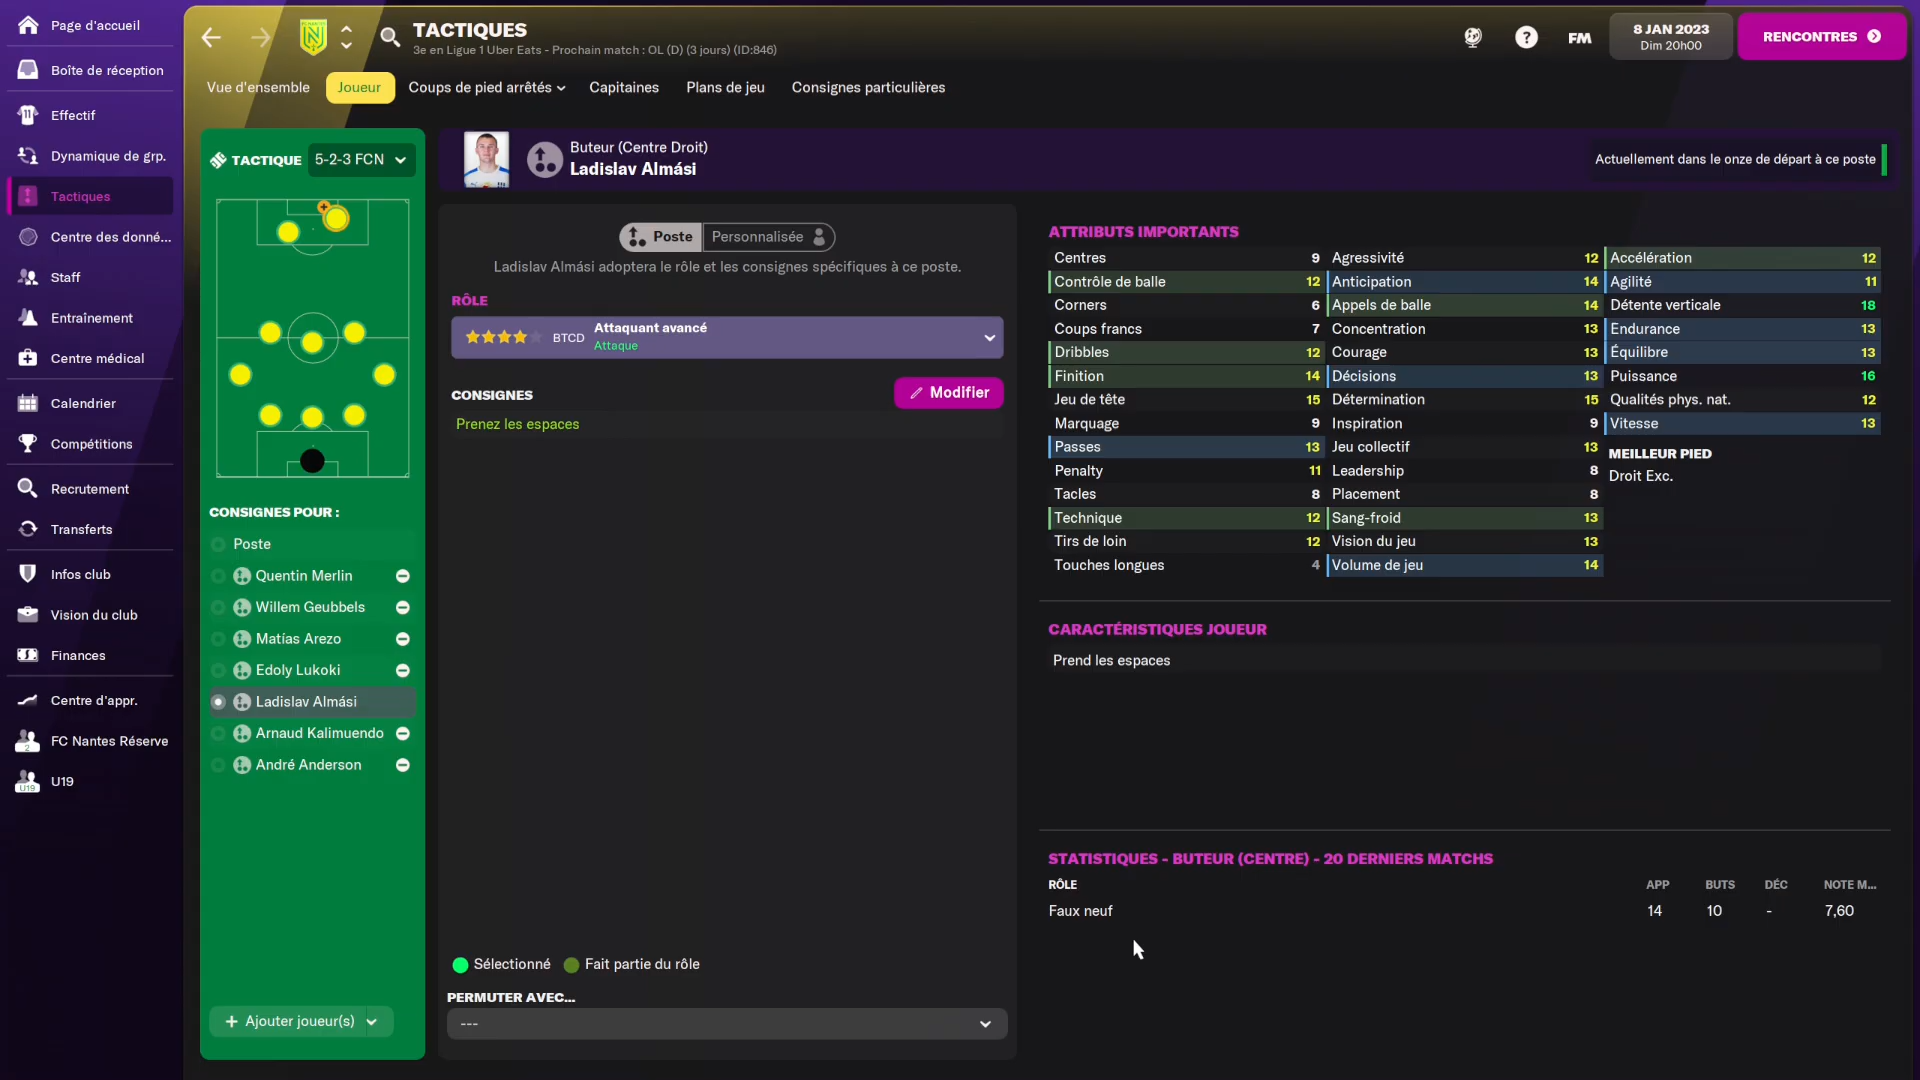 Page d'accueil
Boîte de réception
Effectif
Dynamique de grp.
Tactiques
Centre des donné...
Staff
Entraînement
Centre médical
Calendrier
Compétitions
Recrutement
Transferts
Infos club
Vision du club
Finances
Centre d'appr.
2 FC Nantes Réserve
U19 U19
TACTIQUES
3e en Ligne 1 Uber Eats - Prochain match : OL (D) (3 jours) (ID:846)
? FM
8 JAN 2023
Dim 20h00
RENCONTRES
Vue d'ensemble Joueur Coups de pied arrêtés Capitaines Plans de jeu Consignes particulières
TACTIQUE 5-2-3 FCN
CONSIGNES POUR :
Poste
Quentin Merlin
Willem Geubbels
Matías Arezo
Edoly Lukoki
Ladislav Almási
Arnaud Kalimuendo
André Anderson
+ Ajouter joueur(s)
Buteur (Centre Droit)
Ladislav Almási
Actuellement dans le onze de départ à ce poste
Poste Personnalisée
Ladislav Almási adoptera le rôle et les consignes spécifiques à ce poste.
RÔLE
BTCD Attaquant avancé
Attaque
CONSIGNES Modifier
Prenez les espaces
Sélectionné Fait partie du rôle
PERMUTER AVEC...
---
ATTRIBUTS IMPORTANTS
Centres 9 Agressivité 12 Accélération 12
Contrôle de balle 12 Anticipation 14 Agilité 11
Corners 6 Appels de balle 14 Détente verticale 18
Coups francs 7 Concentration 13 Endurance 13
Dribbles 12 Courage 13 Équilibre 13
Finition 14 Décisions 13 Puissance 16
Jeu de tête 15 Détermination 15 Qualités phys. nat. 12
Marquage 9 Inspiration 9 Vitesse 13
Passes 13 Jeu collectif 13 MEILLEUR PIED
Penalty 11 Leadership 8 Droit Exc.
Tacles 8 Placement 8
Technique 12 Sang-froid 13
Tirs de loin 12 Vision du jeu 13
Touches longues 4 Volume de jeu 14
CARACTÉRISTIQUES JOUEUR
Prend les espaces
STATISTIQUES - BUTEUR (CENTRE) - 20 DERNIERS MATCHS
RÔLE APP BUTS DÉC NOTE M...
Faux neuf 14 10 - 7,60